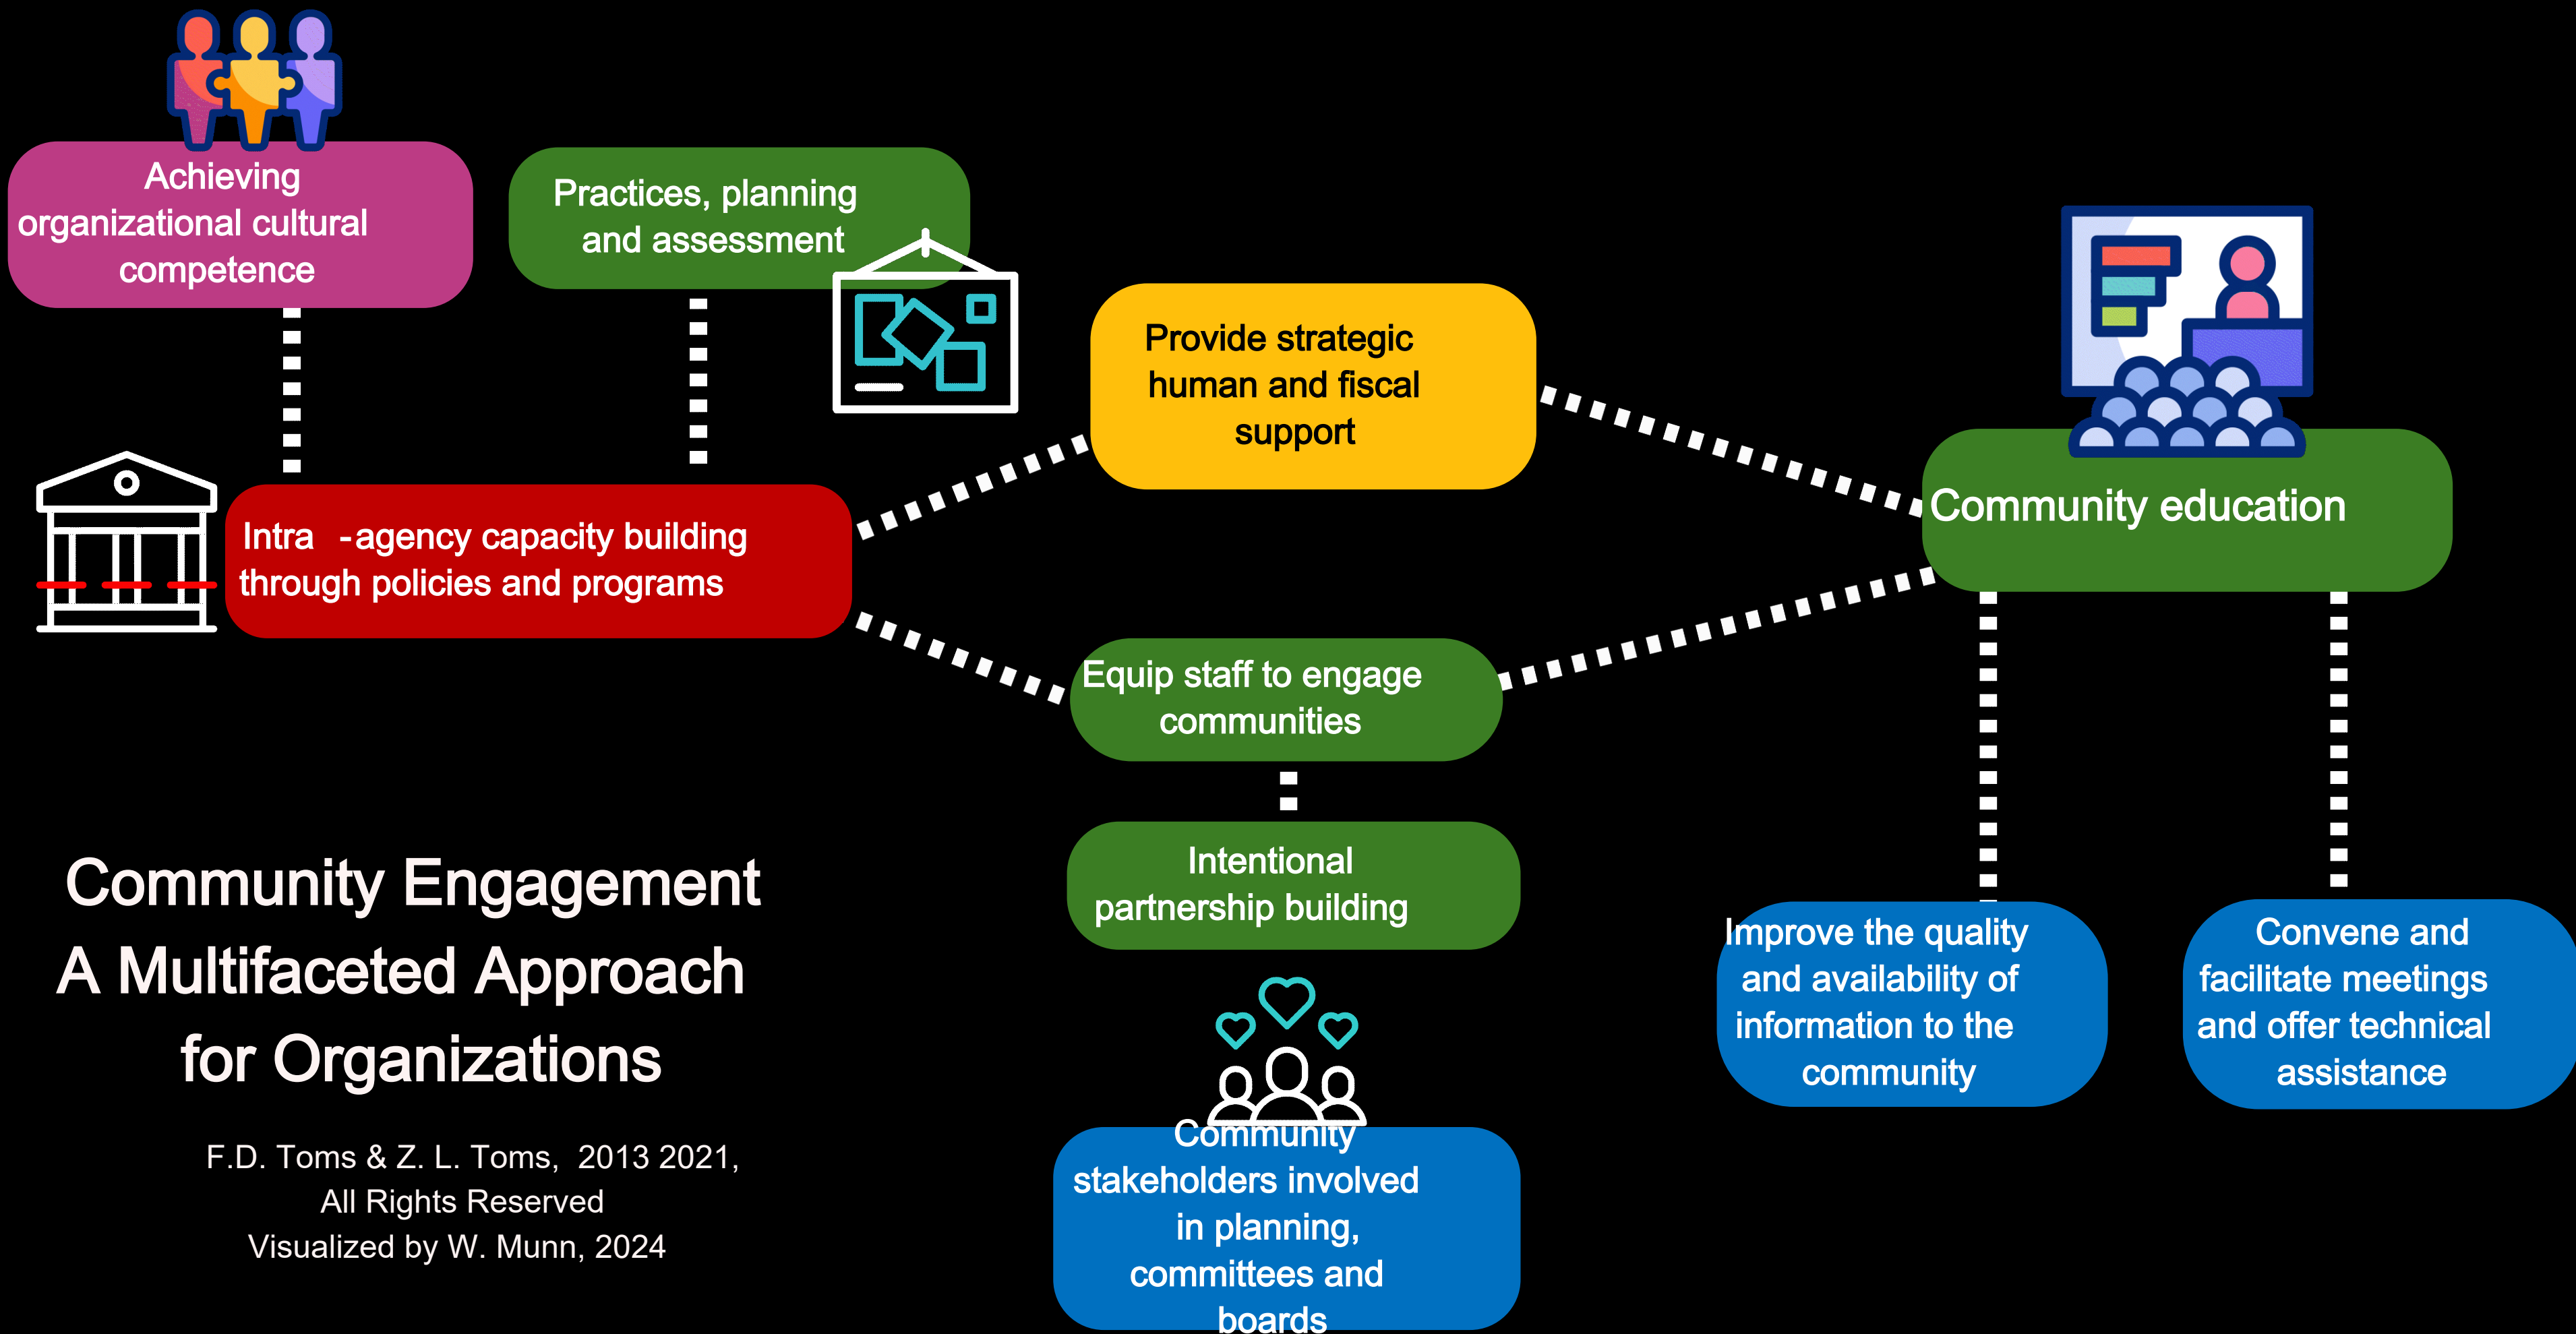 Achieving
organizational cultural
competence
Practices, planning
and assessment
Provide strategic
human and fiscal
support
Community education
Intra -agency capacity building
through policies and programs
Equip staff to engage
communities
Intentional
partnership building
Community Engagement
A Multifaceted Approach
for Organizations
F.D. Toms & Z. L. Toms, 2013 2021,
All Rights Reserved
Visualized by W. Munn, 2024
Community
stakeholders involved
in planning,
committees and
boards
Improve the quality
and availability of
information to the
community
Convene and
facilitate meetings
and offer technical
assistance